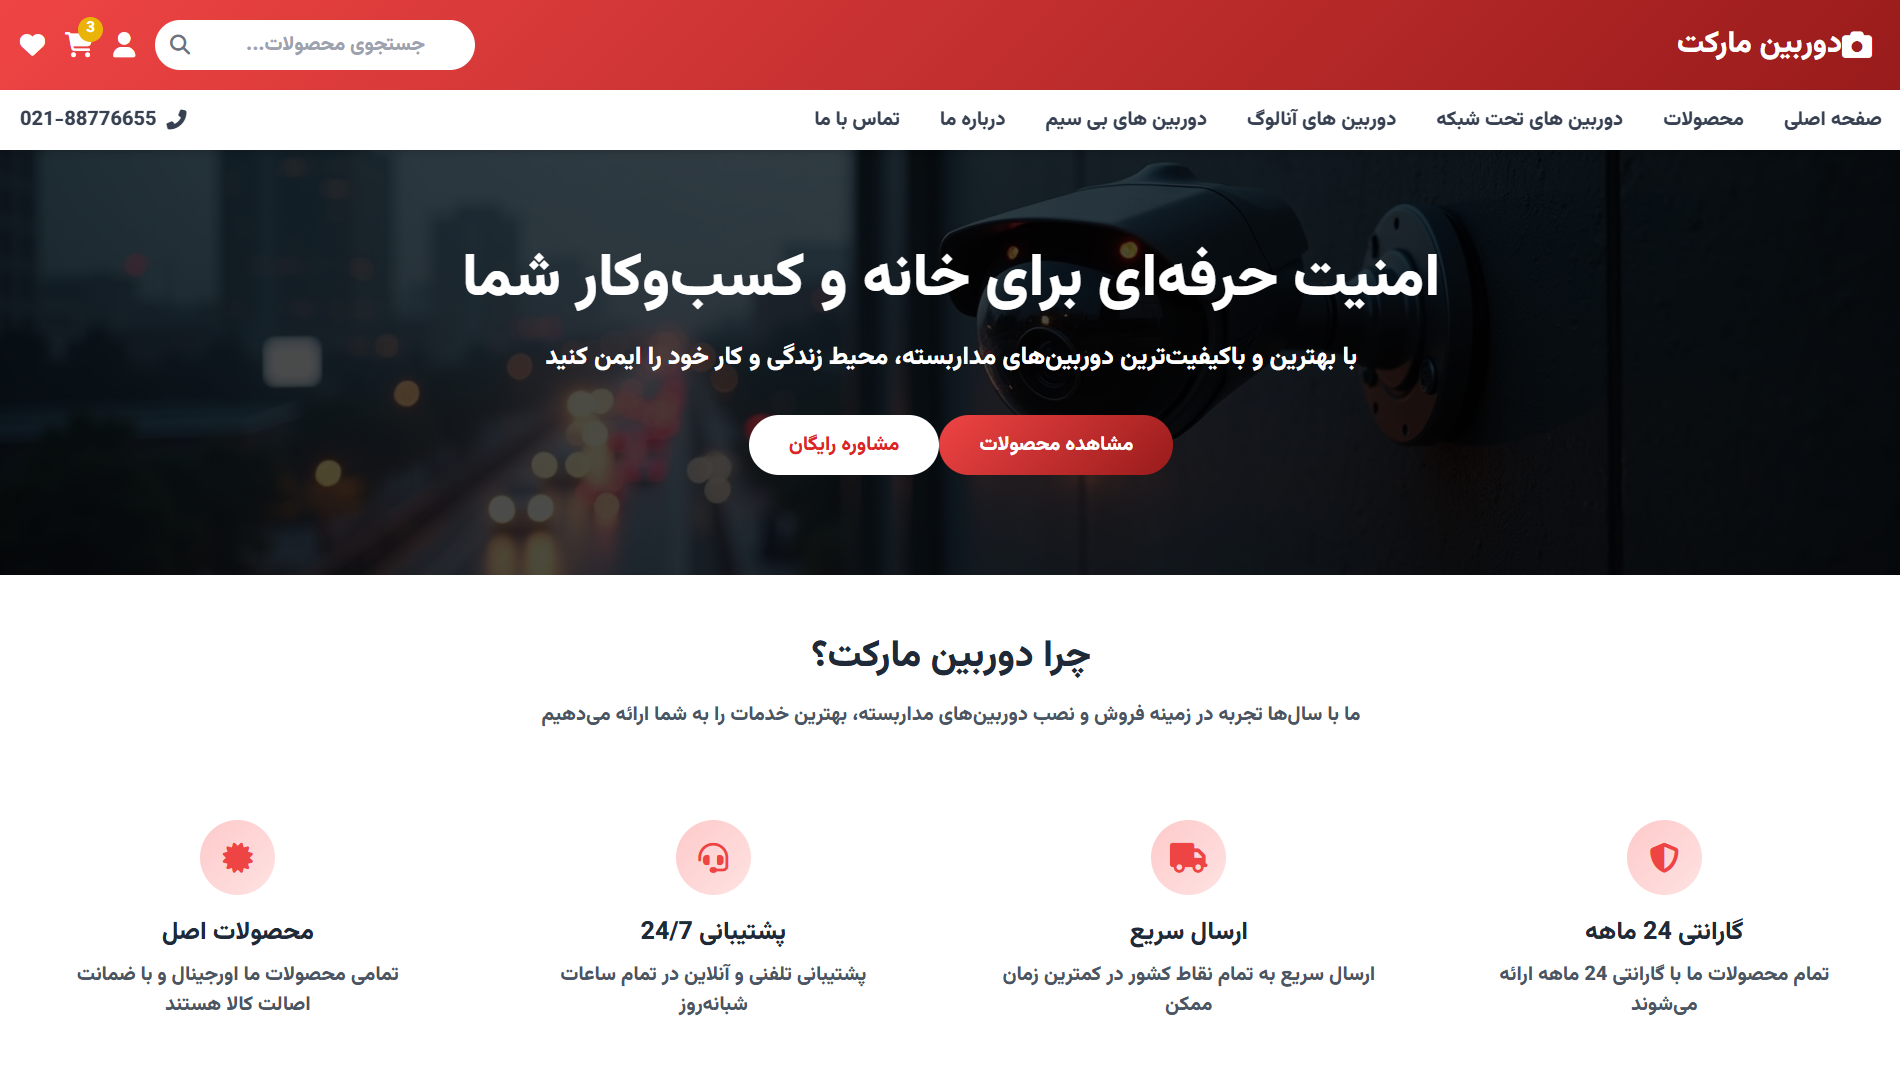 دوربین مارکت
جستجوی محصولات...
3
صفحه اصلی
محصولات
دوربین های تحت شبکه
دوربین های آنالوگ
دوربین های بی سیم
درباره ما
تماس با ما
021-88776655
امنیت حرفه‌ای برای خانه و کسب‌وکار شما
با بهترین و باکیفیت‌ترین دوربین‌های مداربسته، محیط زندگی و کار خود را ایمن کنید
مشاهده محصولات
مشاوره رایگان
چرا دوربین مارکت؟
ما با سال‌ها تجربه در زمینه فروش و نصب دوربین‌های مداربسته، بهترین خدمات را به شما ارائه می‌دهیم
گارانتی 24 ماهه
تمام محصولات ما با گارانتی 24 ماهه ارائه
می‌شوند
ارسال سریع
ارسال سریع به تمام نقاط کشور در کمترین زمان
ممکن
پشتیبانی 24/7
پشتیبانی تلفنی و آنلاین در تمام ساعات
شبانه‌روز
محصولات اصل
تمامی محصولات ما اورجینال و با ضمانت
اصالت کالا هستند